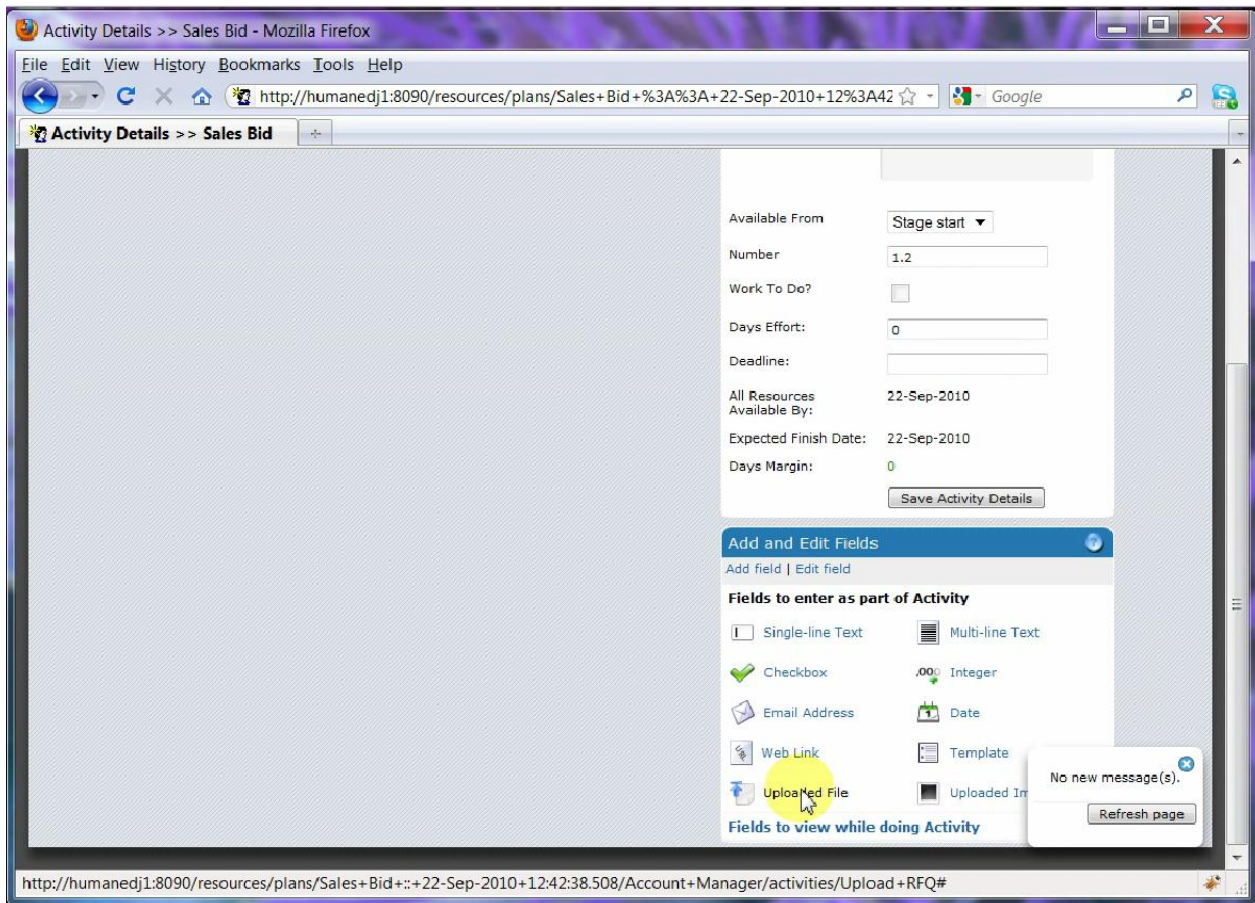 Activity Details >> Sales Bid - Mozilla Firefox
File Edit View History Bookmarks Tools Help
http://humanedj1:8090/resources/plans/Sales+Bid+%3A%3A+22-Sep-2010+12%3A42 Google
Activity Details >> Sales Bid
Available From Stage start
Number 1.2
Work To Do?
Days Effort: 0
Deadline:
All Resources
Available By: 22-Sep-2010
Expected Finish Date: 22-Sep-2010
Days Margin: 0
Save Activity Details
Add and Edit Fields ?
Add field | Edit field
Fields to enter as part of Activity
Single-line Text Multi-line Text
Checkbox .000 Integer
Email Address 1 Date
Web Link Template
No new message(s).
Uploaded File Uploaded Im
Refresh page
Fields to view while doing Activity
http://humanedj1:8090/resources/plans/Sales+Bid+::+22-Sep-2010+12:42:38.508/Account+Manager/activities/Upload+RFQ#